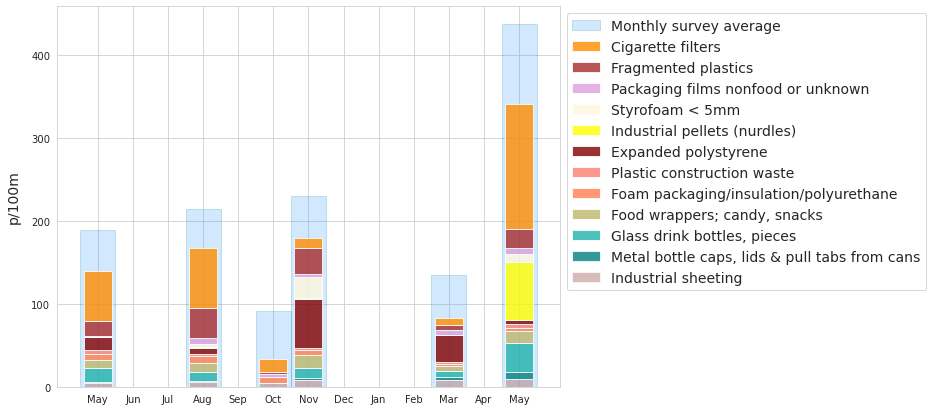 p/100m
400
300
200
100
0
May Jun Jul Aug Sep Oct Nov Dec Jan Feb Mar Apr May
Monthly survey average
Cigarette filters
Fragmented plastics
Packaging films nonfood or unknown
Styrofoam < 5mm
Industrial pellets (nurdles)
Expanded polystyrene
Plastic construction waste
Foam packaging/insulation/polyurethane
Food wrappers; candy, snacks
Glass drink bottles, pieces
Metal bottle caps, lids & pull tabs from cans
Industrial sheeting